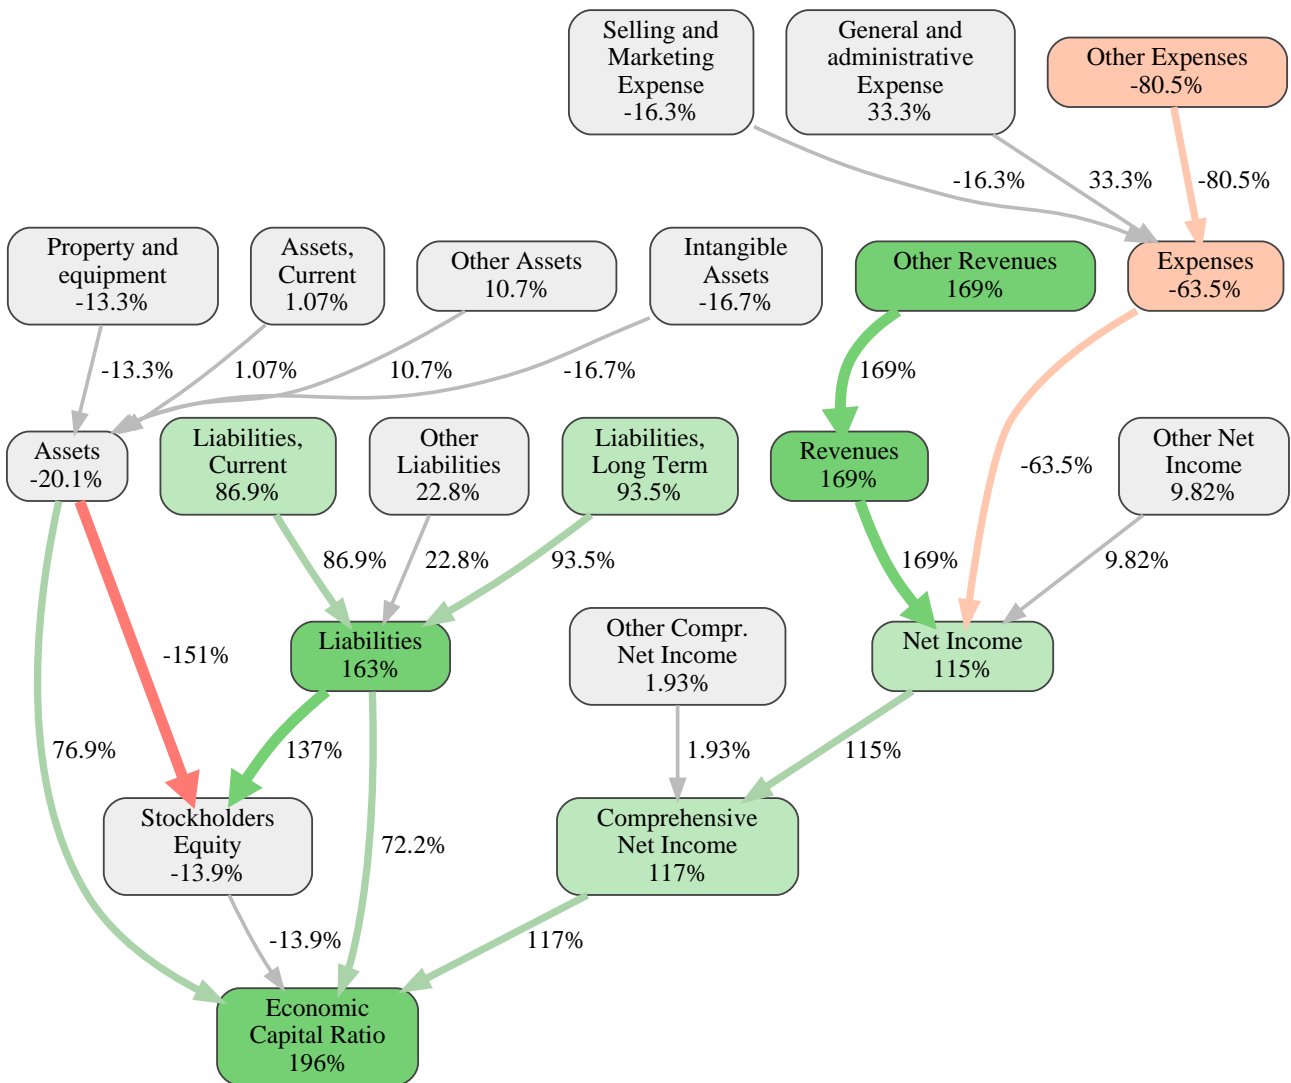 Selling and
Marketing
Expense
-16.3%
General and
administrative
Expense
33.3%
Other Expenses
-80.5%
-16.3%
33.3%
-80.5%
Property and
equipment
-13.3%
Assets,
Current
1.07%
Other Assets
10.7%
Intangible
Assets
-16.7%
Other Revenues
169%
Expenses
-63.5%
-13.3%
1.07%
10.7%
-16.7%
169%
Assets
-20.1%
Liabilities,
Current
86.9%
Other
Liabilities
22.8%
Liabilities,
Long Term
93.5%
Revenues
169%
-63.5%
Other Net
Income
9.82%
86.9%
22.8%
93.5%
169%
9.82%
Liabilities
163%
Other Compr.
Net Income
1.93%
Net Income
115%
-151%
76.9%
137%
1.93%
115%
Stockholders
Equity
-13.9%
72.2%
Comprehensive
Net Income
117%
-13.9%
117%
Economic
Capital Ratio
196%